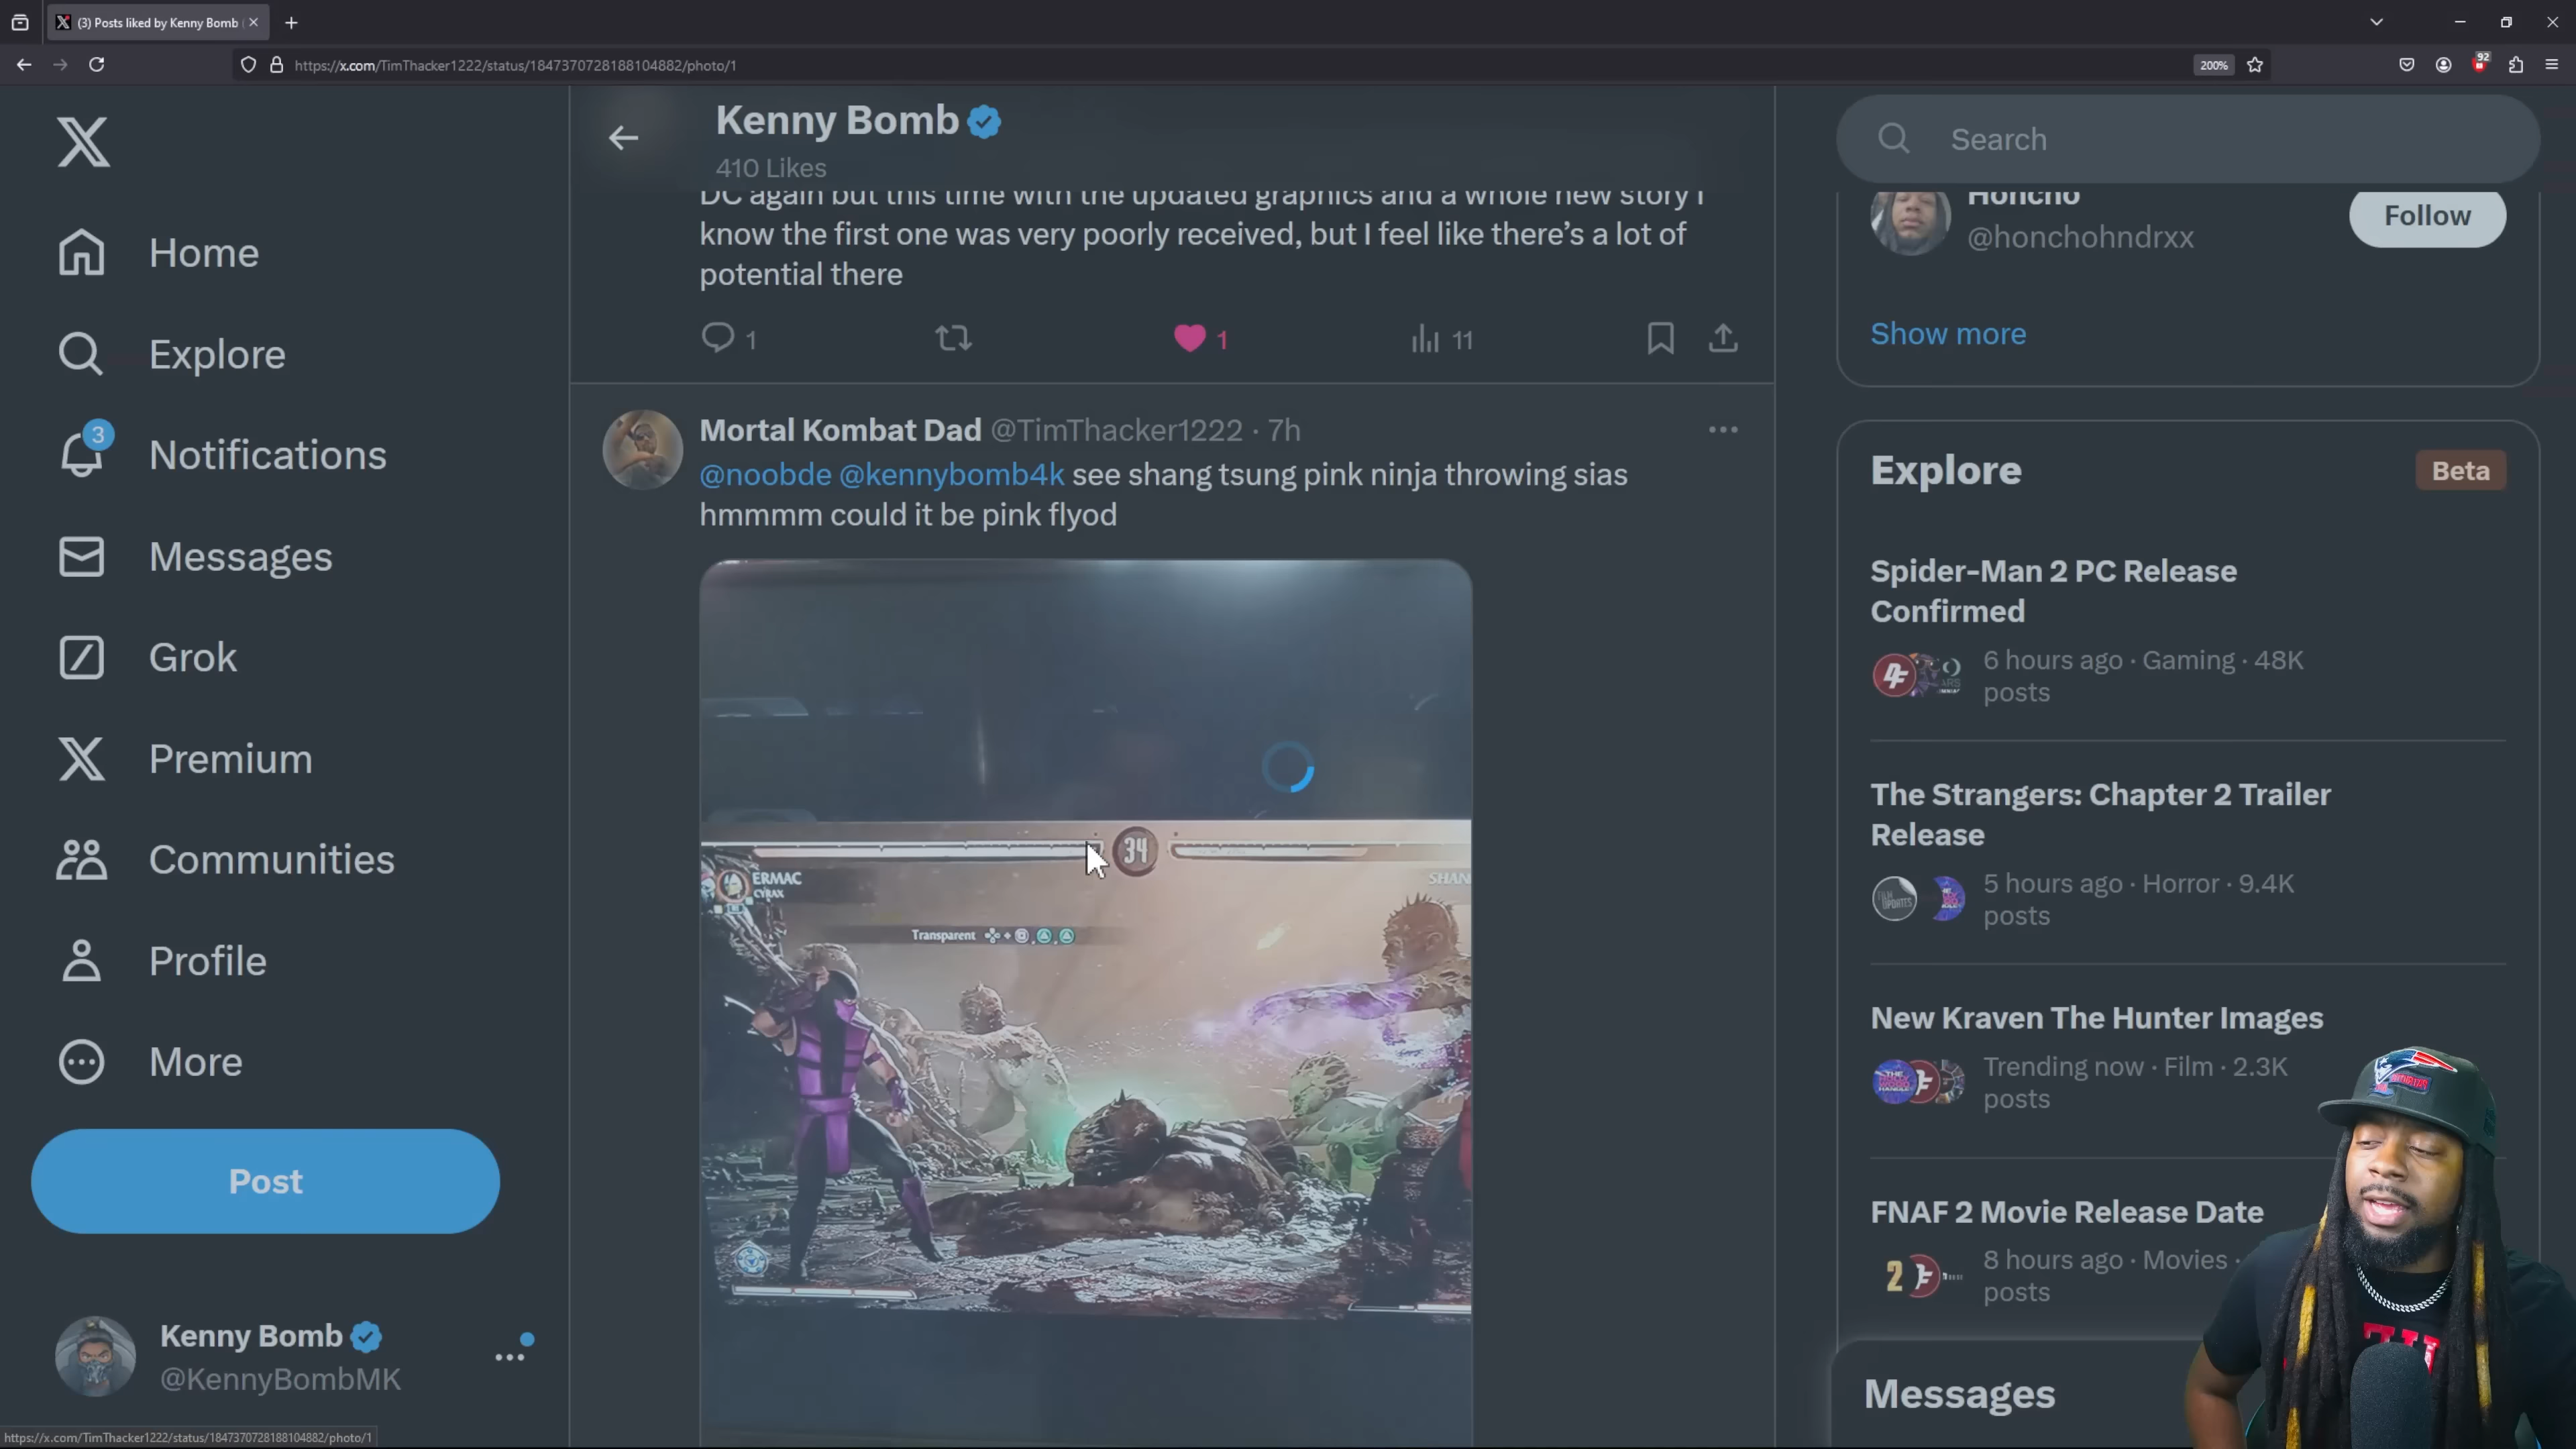 (3) Posts liked by Kenny Bomb
https://x.com/TimThacker1222/status/1847370728188104882/photo/1
200%
92
Home
Explore
3
Notifications
Messages
Grok
Premium
Communities
Profile
More
Post
Kenny Bomb
@KennyBombMK
Kenny Bomb
410 Likes
DC again but this time with the updated graphics and a whole new story I
know the first one was very poorly received, but I feel like there's a lot of
potential there
1
1
11
Mortal Kombat Dad @TimThacker1222 · 7h
@noobde @kennybomb4k see shang tsung pink ninja throwing sias
hmmmm could it be pink flyod
34
ERMAC
CYRAX
SHAN
Transparent
Search
Honcho
@honchohndrxx
Follow
Show more
Explore
Beta
Spider-Man 2 PC Release
Confirmed
6 hours ago · Gaming · 48K
posts
The Strangers: Chapter 2 Trailer
Release
5 hours ago · Horror · 9.4K
posts
New Kraven The Hunter Images
Trending now · Film · 2.3K
posts
FNAF 2 Movie Release Date
8 hours ago · Movies ·
posts
Messages
https://x.com/TimThacker1222/status/1847370728188104882/photo/1